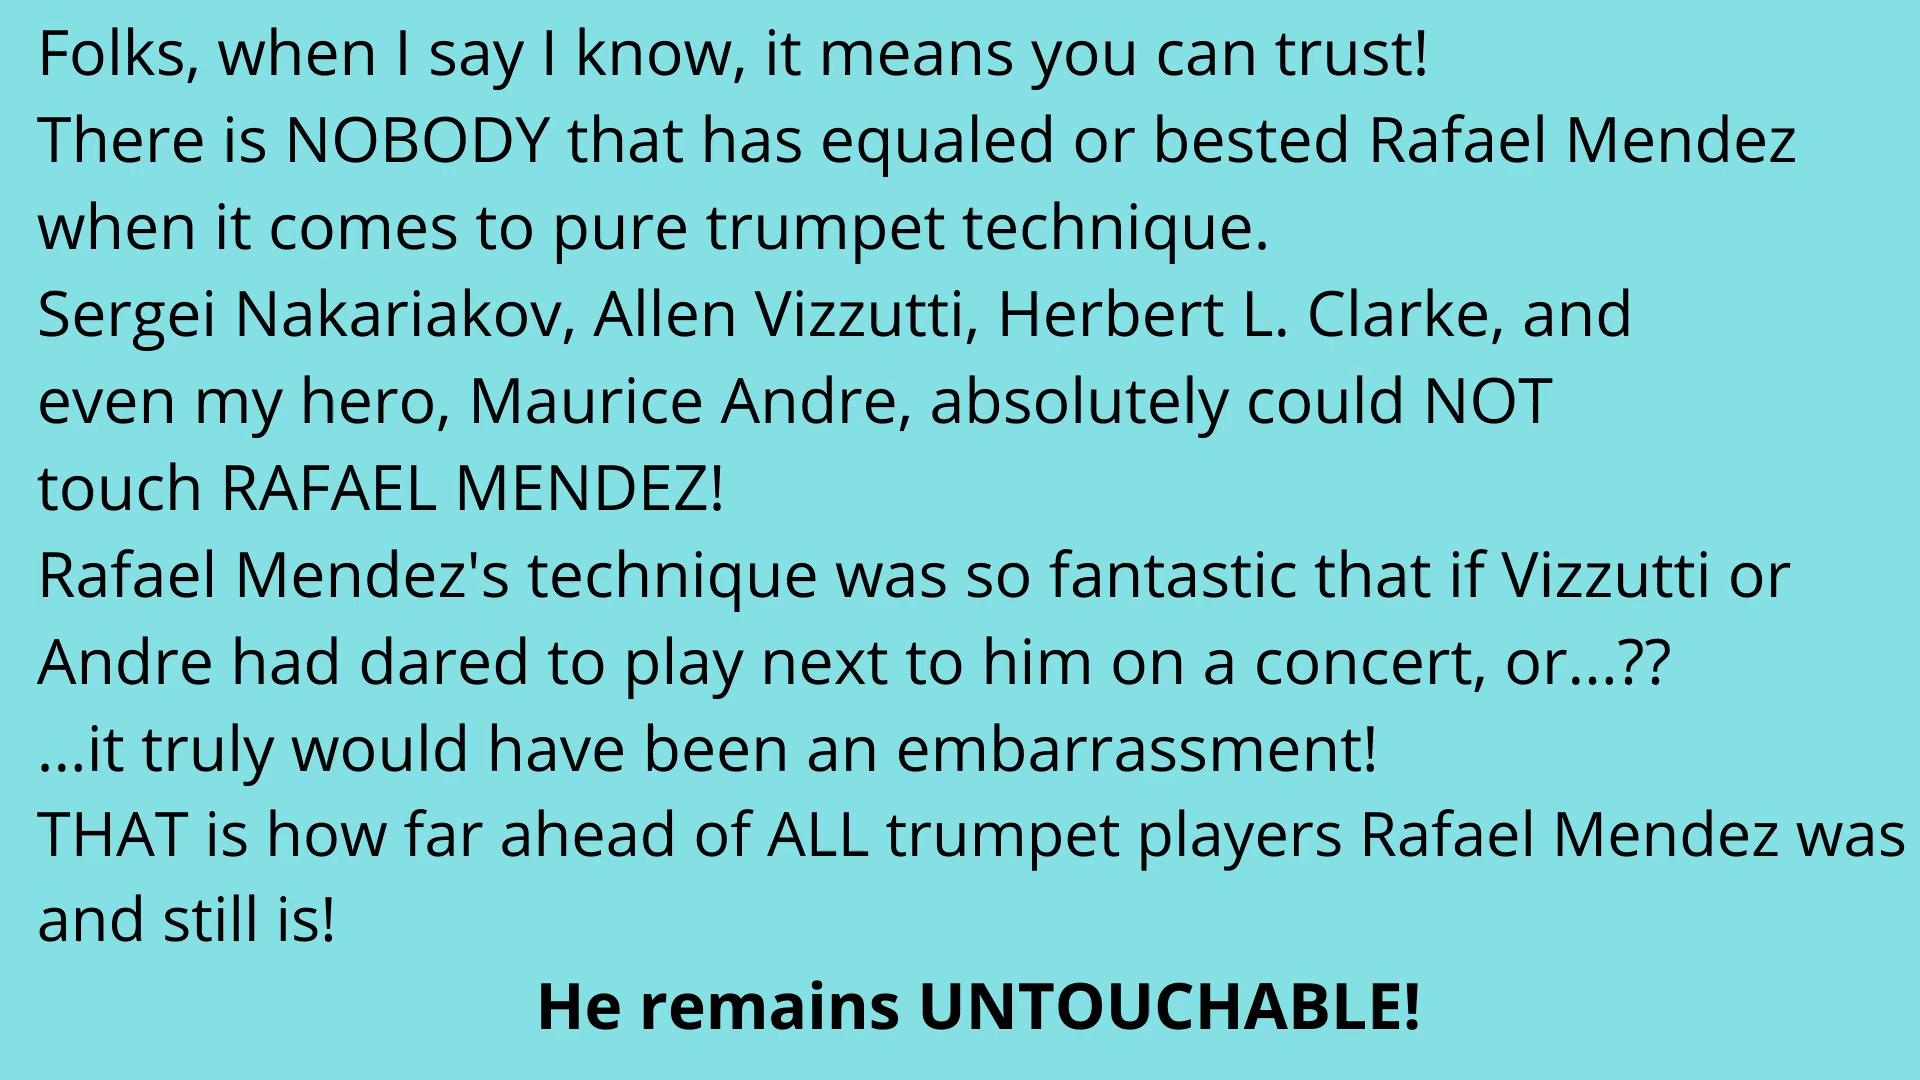 Folks, when I say I know, it means you can trust!
There is NOBODY that has equaled or bested Rafael Mendez
when it comes to pure trumpet technique.
Sergei Nakariakov, Allen Vizzutti, Herbert L. Clarke, and
even my hero, Maurice Andre, absolutely could NOT
touch RAFAEL MENDEZ!
Rafael Mendez's technique was so fantastic that if Vizzutti or
Andre had dared to play next to him on a concert, or...??
...it truly would have been an embarrassment!
THAT is how far ahead of ALL trumpet players Rafael Mendez was
and still is!
He remains UNTOUCHABLE!